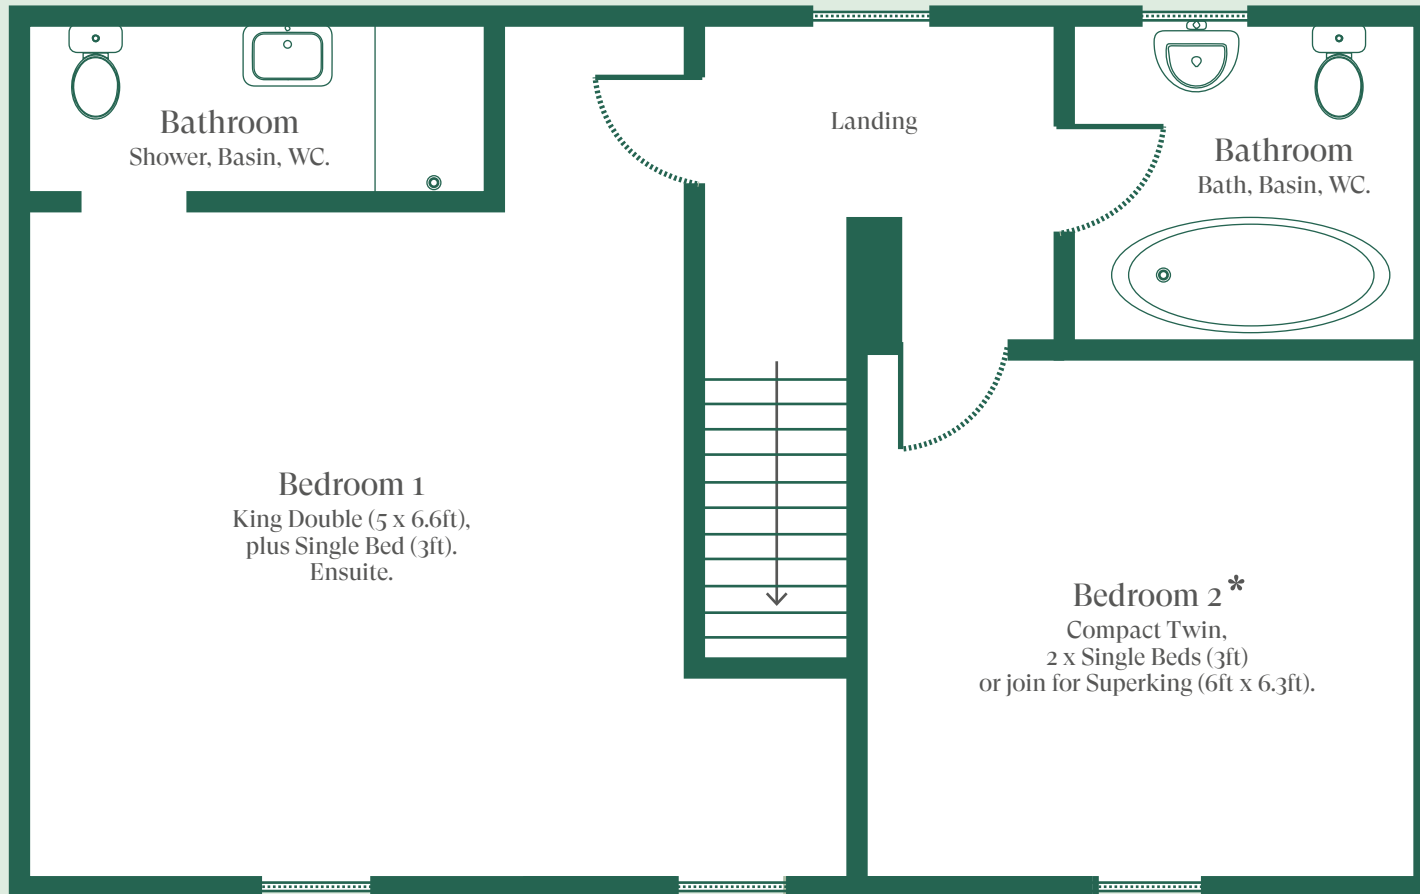 Bathroom
Shower, Basin, WC.
Landing
Bathroom
Bath, Basin, WC.
Bedroom 1
King Double (5 x 6.6ft),
plus Single Bed (3ft).
Ensuite.
Bedroom 2*
Compact Twin,
2 x Single Beds (3ft)
or join for Superking (6ft x 6.3ft).